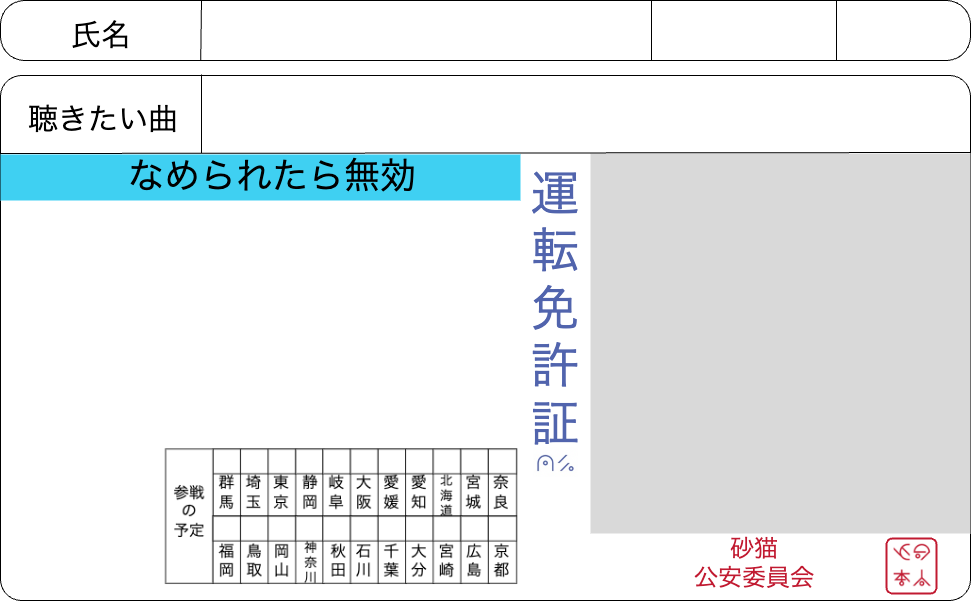 氏名
聴きたい曲
なめられたら無効
運転免許証
参戦
の
予定
群馬 埼玉 東京 静岡 岐阜 大阪 愛媛 愛知 北海道 宮城 奈良
福岡 鳥取 岡山 神奈川 秋田 石川 千葉 大分 宮崎 広島 京都
砂猫
公安委員会